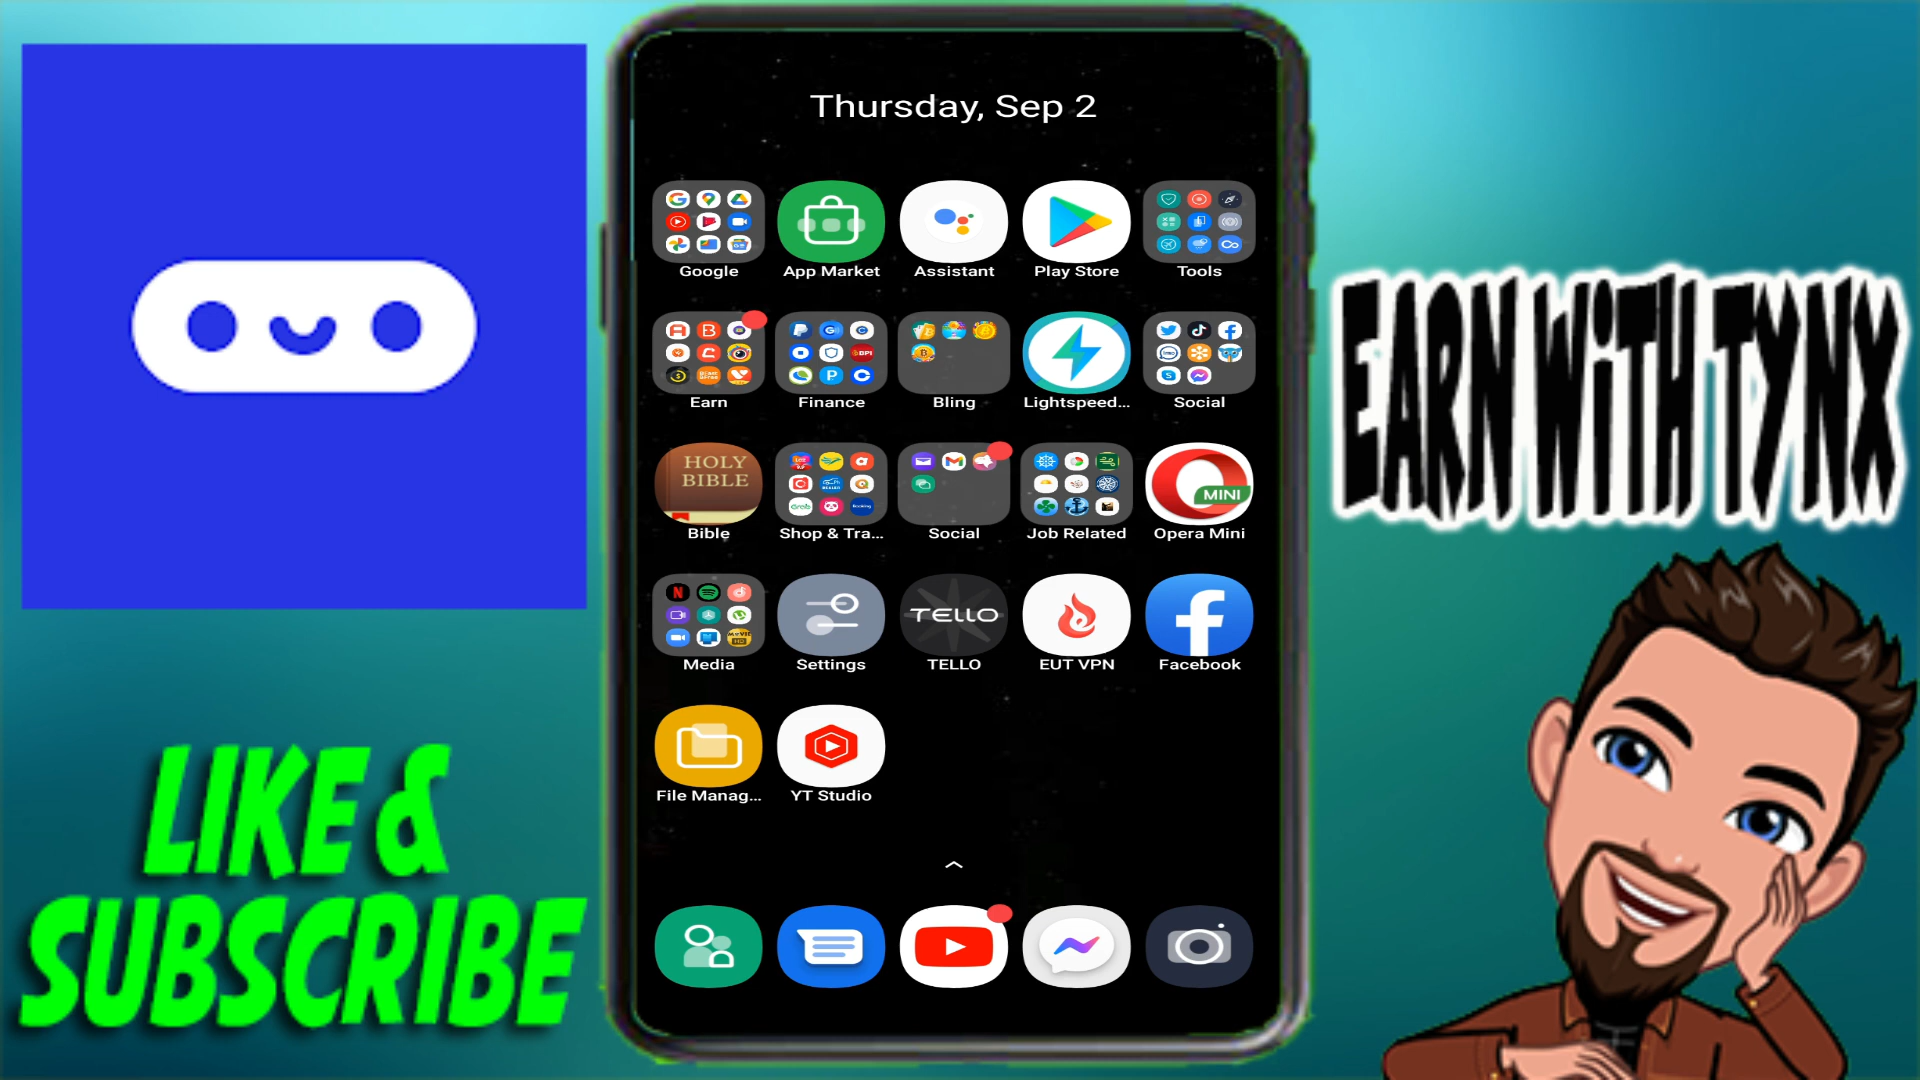 Thursday, Sep 2
Google
App Market
Assistant
Play Store
Tools
Earn
Finance
Bling
Lightspeed...
Social
HOLY
BIBLE
MINI
Bible
Shop & Tra...
Social
Job Related
Opera Mini
TELLO
Media
Settings
TELLO
EUT VPN
Facebook
File Manag...
YT Studio
LIKE &
SUBSCRIBE
EARN WiTH TYNX